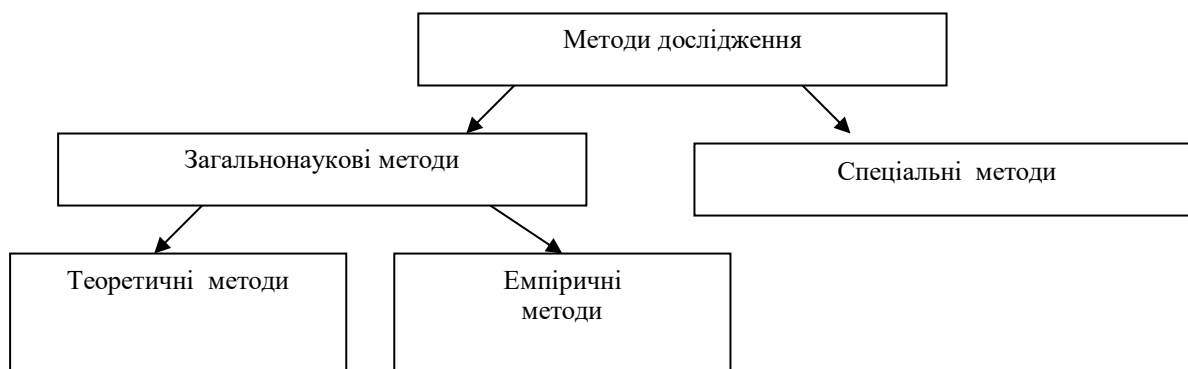 Методи дослідження
Загальнонаукові методи
Спеціальні методи
Теоретичні методи
Емпіричні
методи